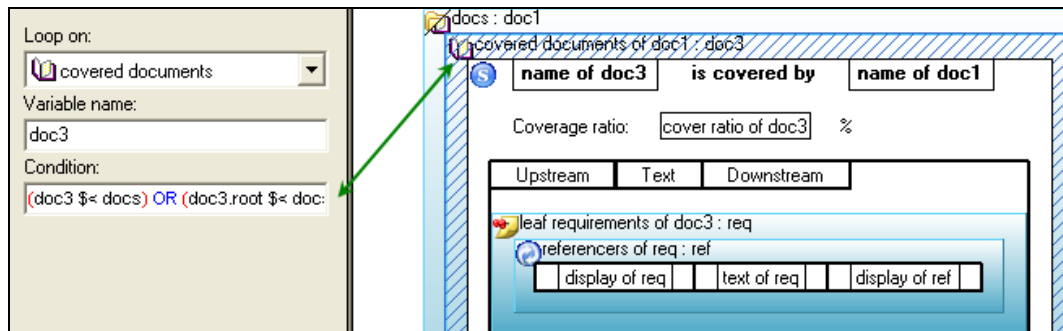 Loop on:
covered documents
Variable name:
doc3
Condition:
(doc3 $< docs) OR (doc3.root $< doc
docs : doc1
covered documents of doc1 : doc3
name of doc3 is covered by name of doc1
Coverage ratio: cover ratio of doc3 %
Upstream Text Downstream
leaf requirements of doc3 : req
referencers of req : ref
display of req text of req display of ref